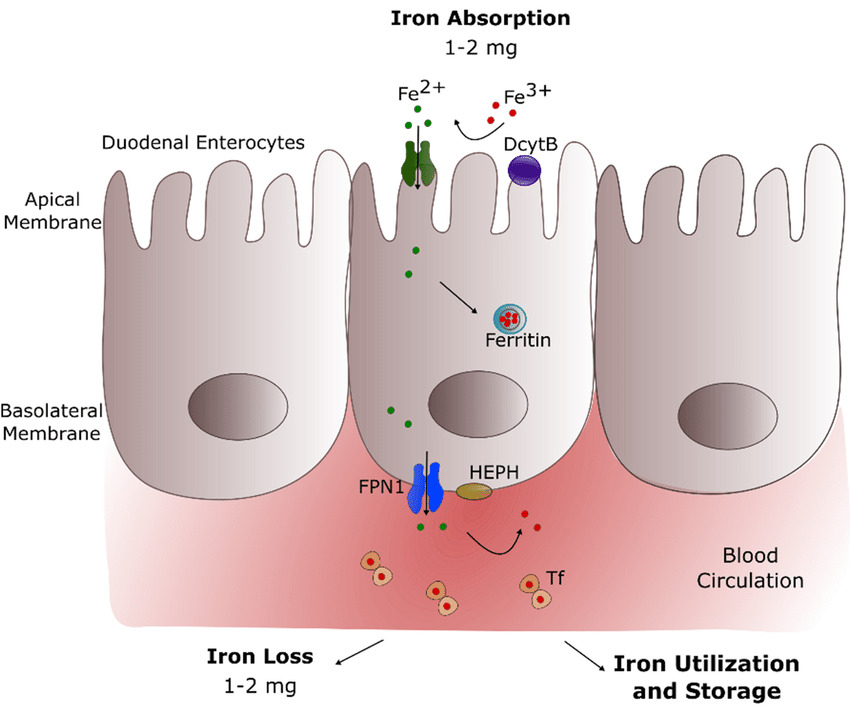 Iron Absorption
1-2 mg
Fe2+
Fe3+
Duodenal Enterocytes
DcytB
Apical
Membrane
Ferritin
Basolateral
Membrane
FPN1
HEPH
Tf
Blood
Circulation
Iron Loss
1-2 mg
Iron Utilization
and Storage